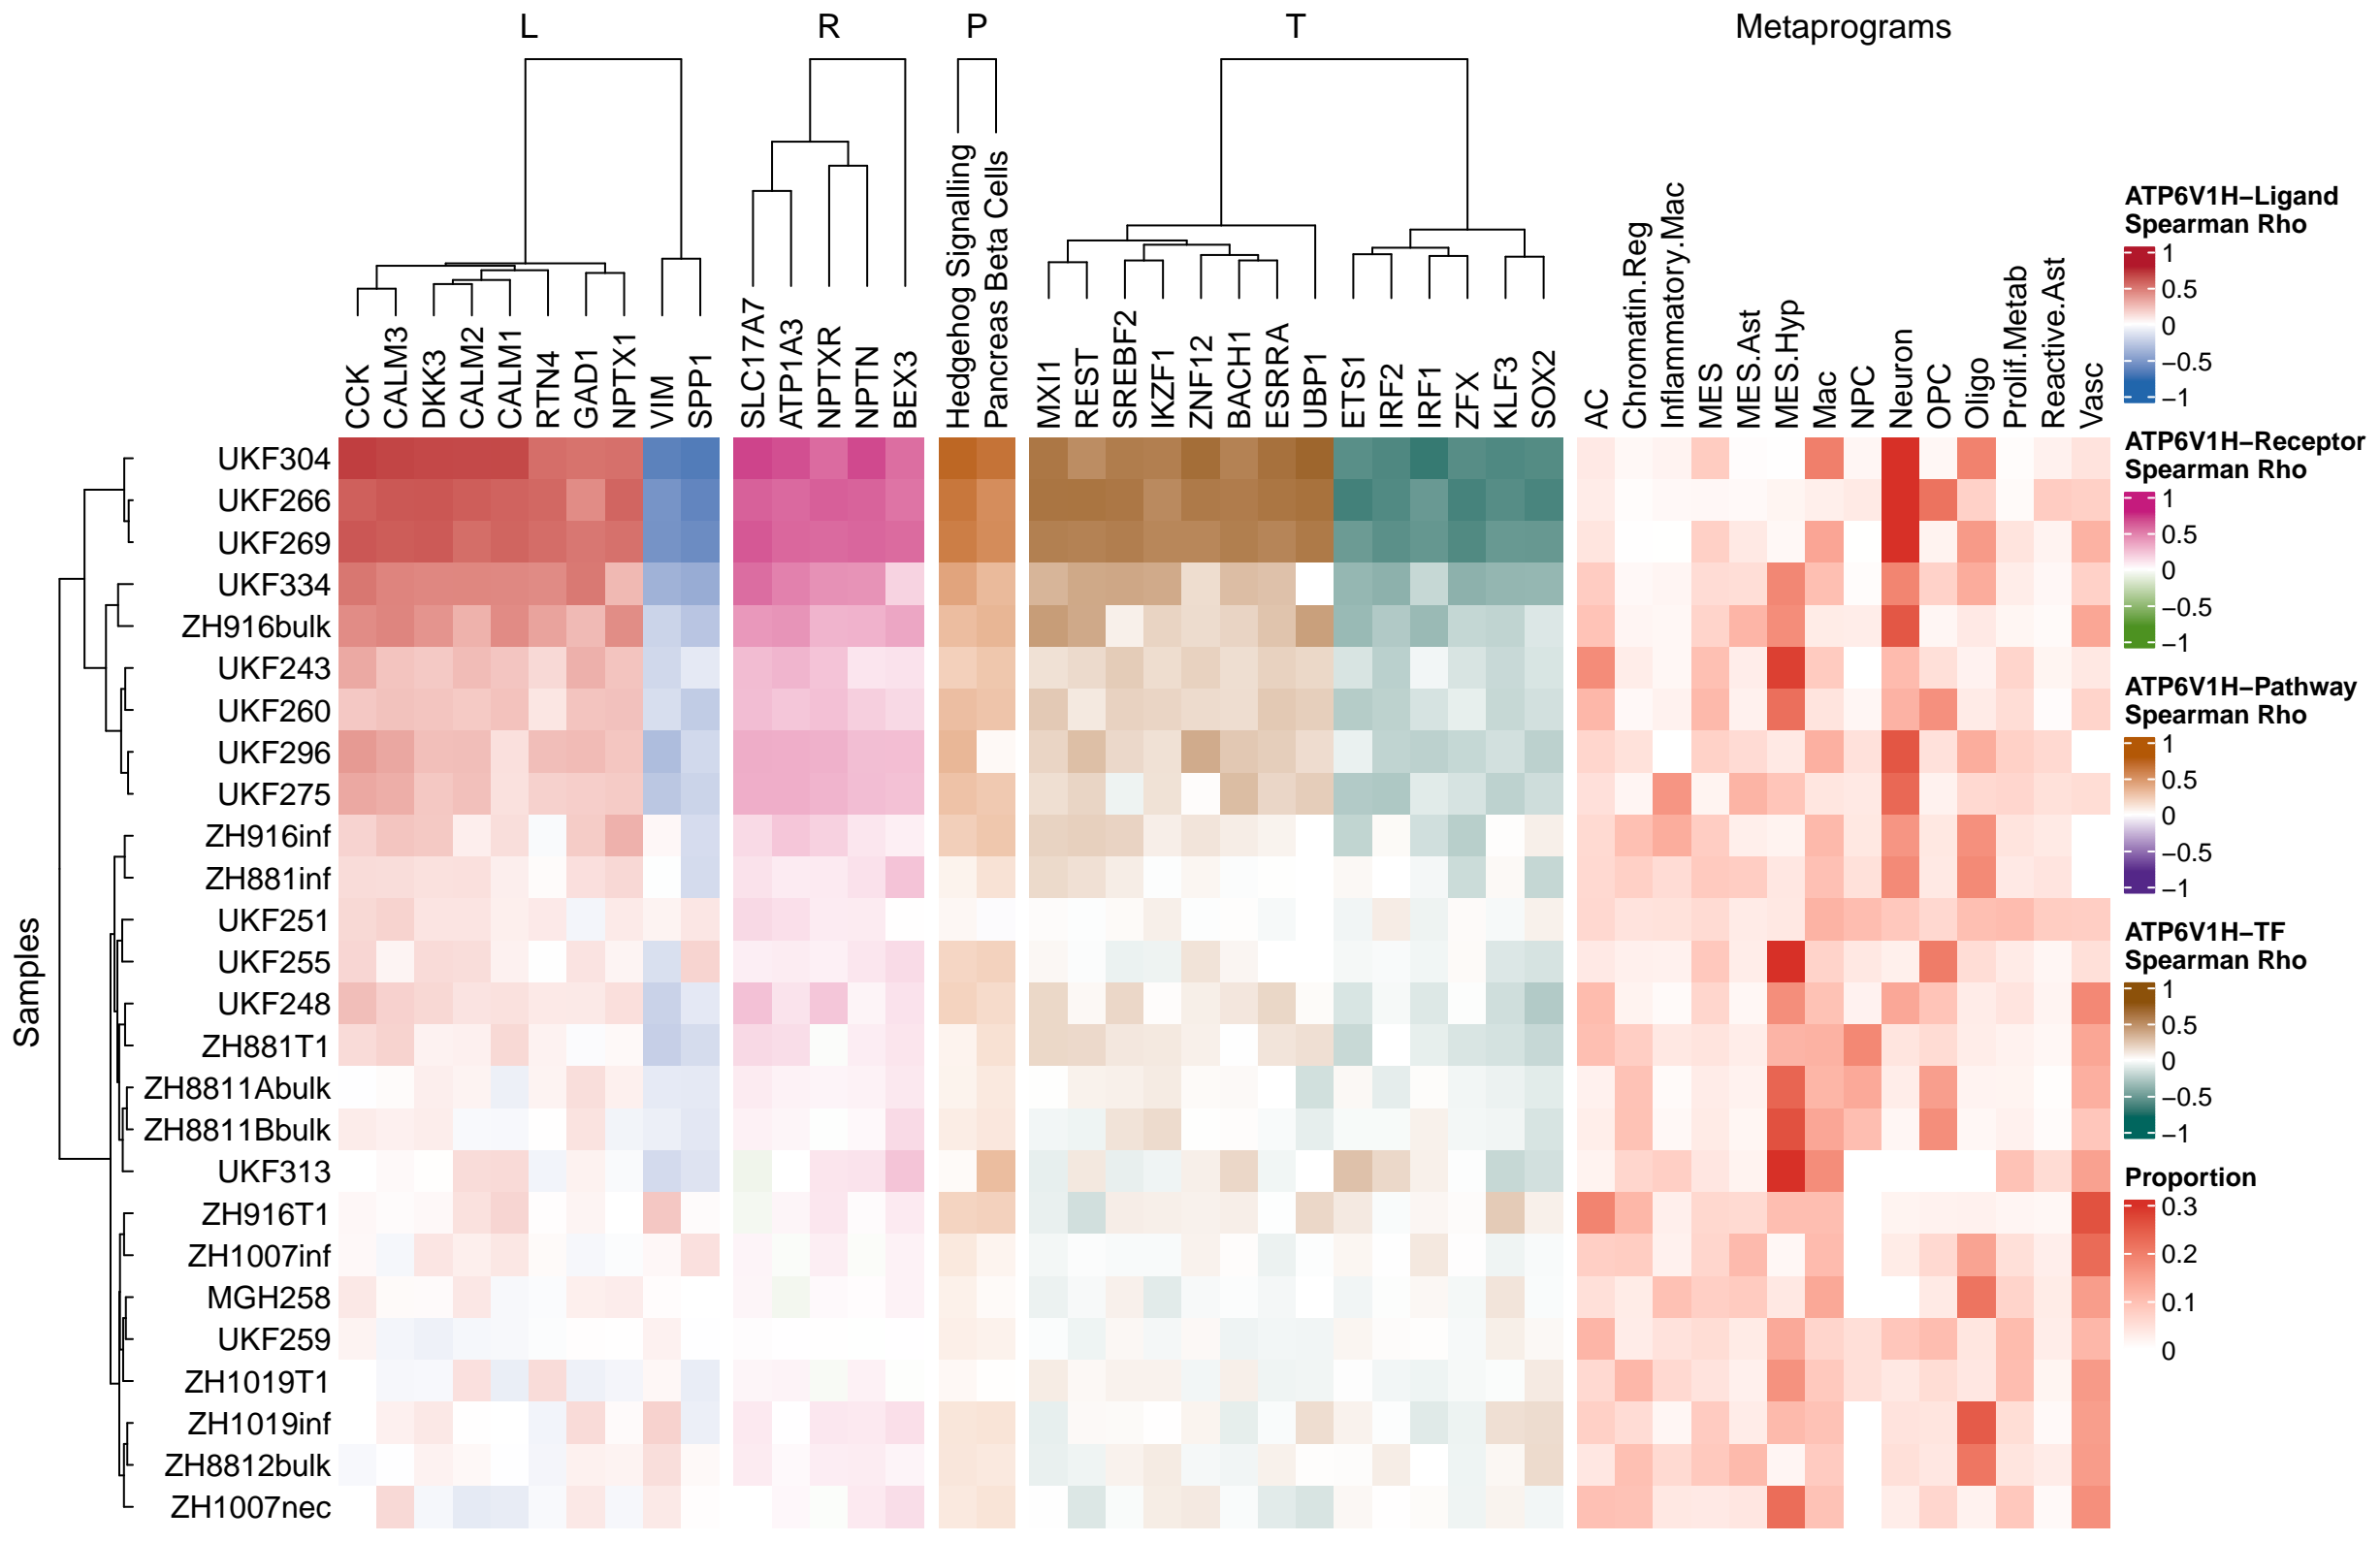 L
R
P
T
Metaprograms
CCK
CALM3
DKK3
CALM2
CALM1
RTN4
GAD1
NPTX1
VIM
SPP1
SLC17A7
ATP1A3
NPTXR
NPTN
BEX3
Hedgehog Signalling
Pancreas Beta Cells
MXI1
REST
SREBF2
IKZF1
ZNF12
BACH1
ESRRA
UBP1
ETS1
IRF2
IRF1
ZFX
KLF3
SOX2
AC
Chromatin.Reg
Inflammatory.Mac
MES
MES.Ast
MES.Hyp
Mac
NPC
Neuron
OPC
Oligo
Prolif.Metab
Reactive.Ast
Vasc
Samples
UKF304
UKF266
UKF269
UKF334
ZH916bulk
UKF243
UKF260
UKF296
UKF275
ZH916inf
ZH881inf
UKF251
UKF255
UKF248
ZH881T1
ZH8811Abulk
ZH8811Bbulk
UKF313
ZH916T1
ZH1007inf
MGH258
UKF259
ZH1019T1
ZH1019inf
ZH8812bulk
ZH1007nec
ATP6V1H−Ligand
Spearman Rho
1
0.5
0
−0.5
−1
ATP6V1H−Receptor
Spearman Rho
1
0.5
0
−0.5
−1
ATP6V1H−Pathway
Spearman Rho
1
0.5
0
−0.5
−1
ATP6V1H−TF
Spearman Rho
1
0.5
0
−0.5
−1
Proportion
0.3
0.2
0.1
0